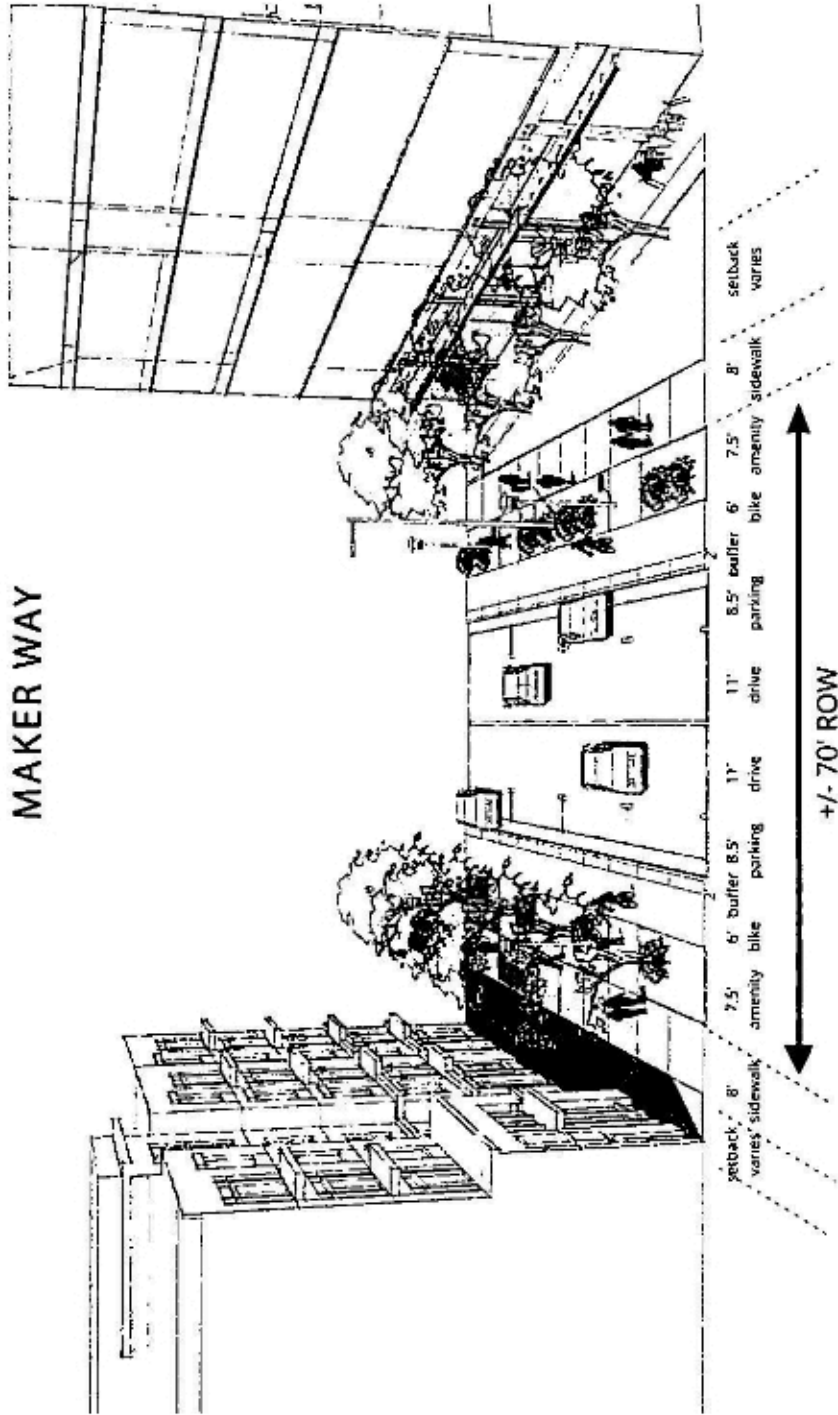 MAKER WAY
setback 8' 7.5' 6' 2' buffer 8.5' 11' 11' 8.5' buffer 2' 6' 7.5' 8' setback
varies sidewalk amenity bike parking drive drive parking bike amenity sidewalk varies
+/- 70' ROW